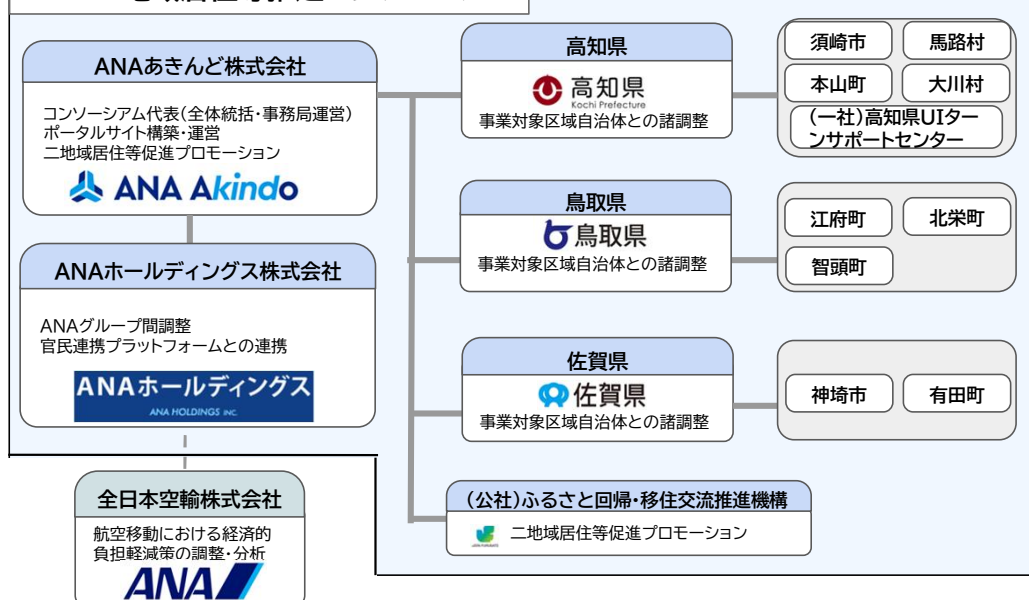 ANAあきんど株式会社
コンソーシアム代表(全体統括・事務局運営)
ポータルサイト構築・運営
二地域居住等促進プロモーション
ANA Akindo
ANAホールディングス株式会社
ANAグループ間調整
官民連携プラットフォームとの連携
ANAホールディングス
ANA HOLDINGS INC.
全日本空輸株式会社
航空移動における経済的
負担軽減策の調整・分析
ANA
高知県
高知県
Kochi Prefecture
事業対象区域自治体との諸調整
須崎市
馬路村
本山町
大川村
(一社)高知県UIター
ンサポートセンター
鳥取県
鳥取県
事業対象区域自治体との諸調整
江府町
北栄町
智頭町
佐賀県
佐賀県
事業対象区域自治体との諸調整
神埼市
有田町
(公社)ふるさと回帰・移住交流推進機構
二地域居住等促進プロモーション